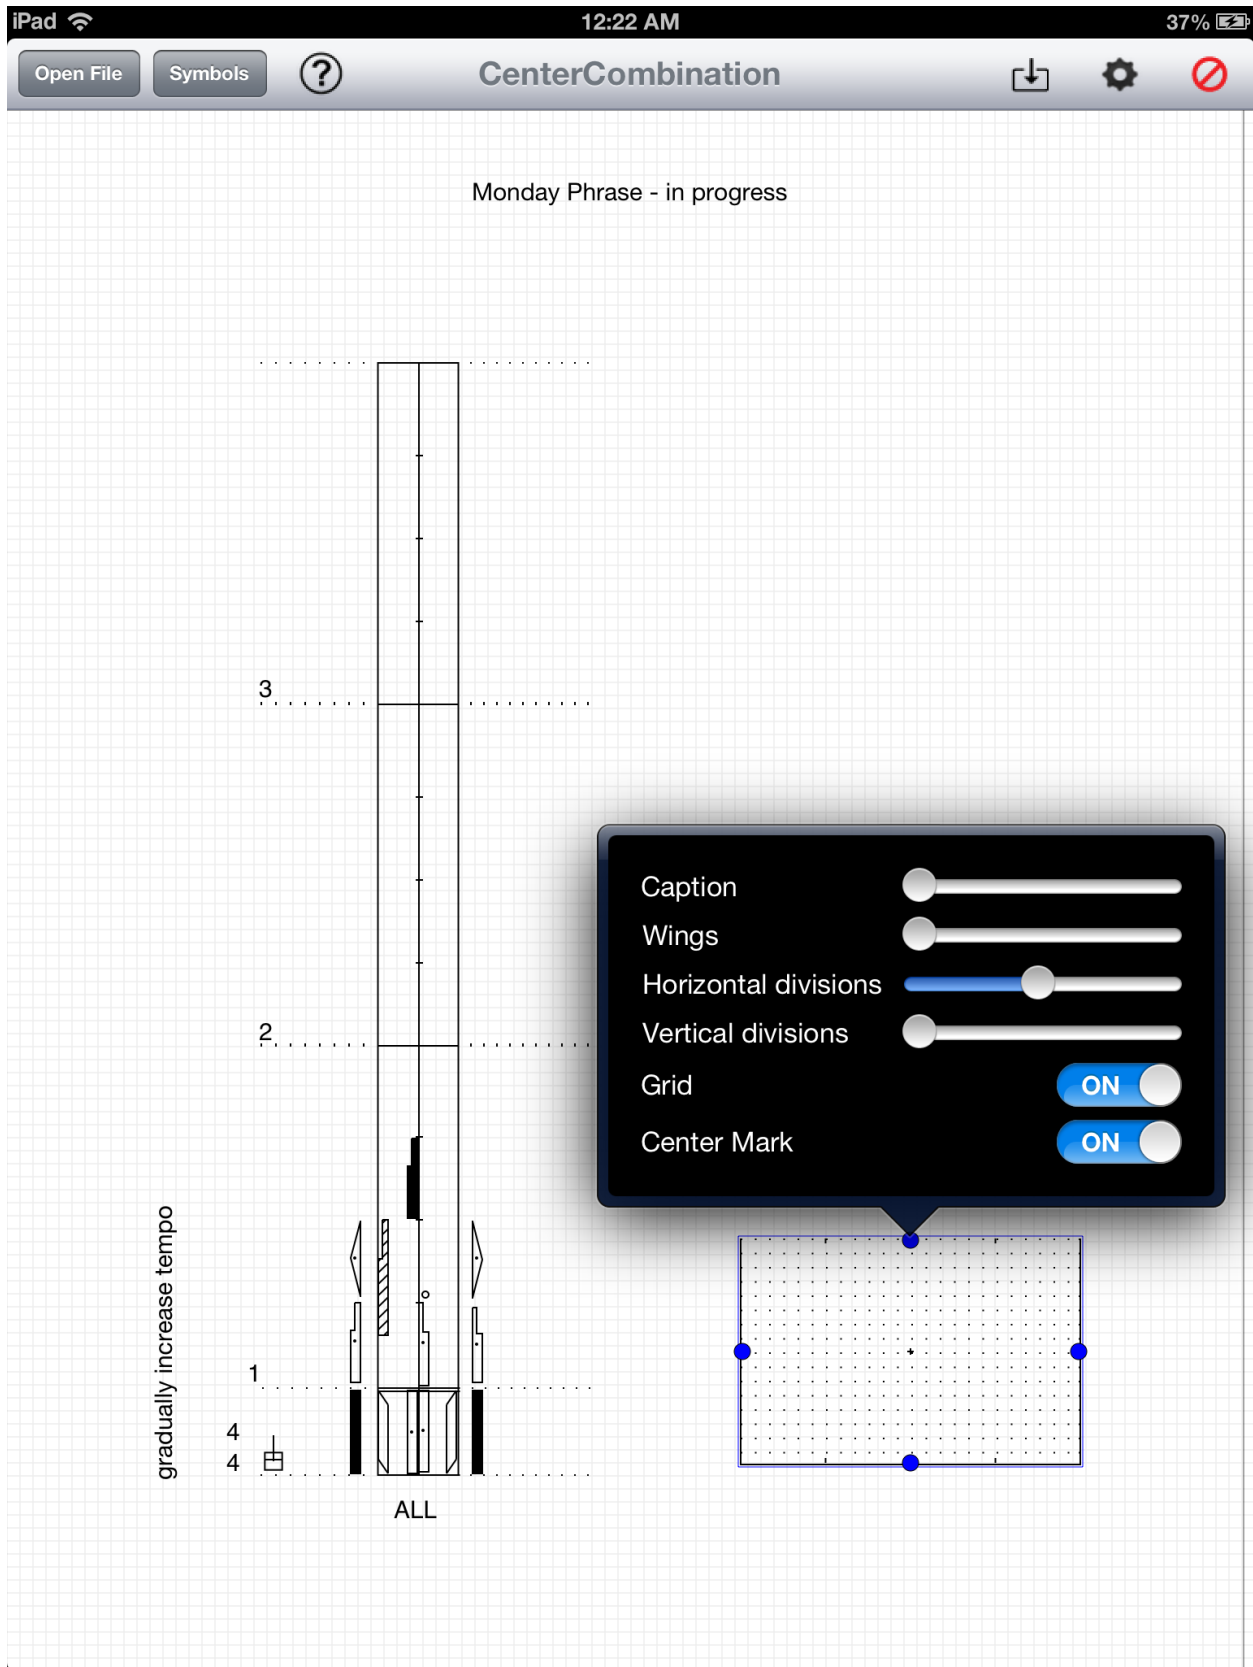 iPad 12:22 AM 37%
Open File Symbols ? CenterCombination
Monday Phrase - in progress
3
2
Caption
Wings
Horizontal divisions
Vertical divisions
Grid ON
Center Mark ON
gradually increase tempo
1
4
4
ALL